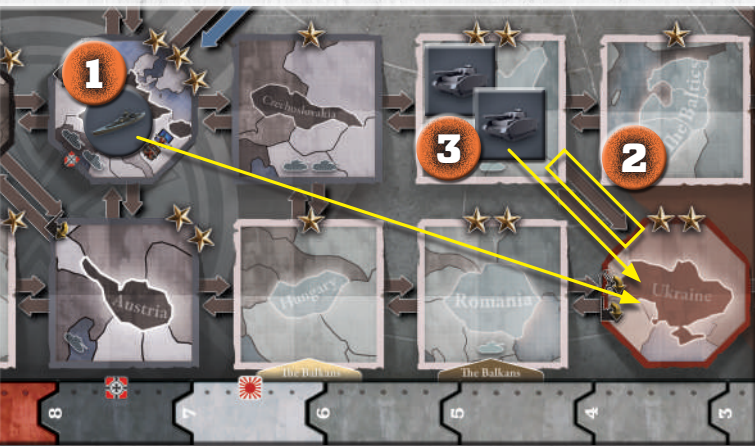 1
Czechoslovakia
3
2
The Baltics
Austria
Hungary
Romania
Ukraine
The Balkans
The Balkans
8
7
6
5
4
3